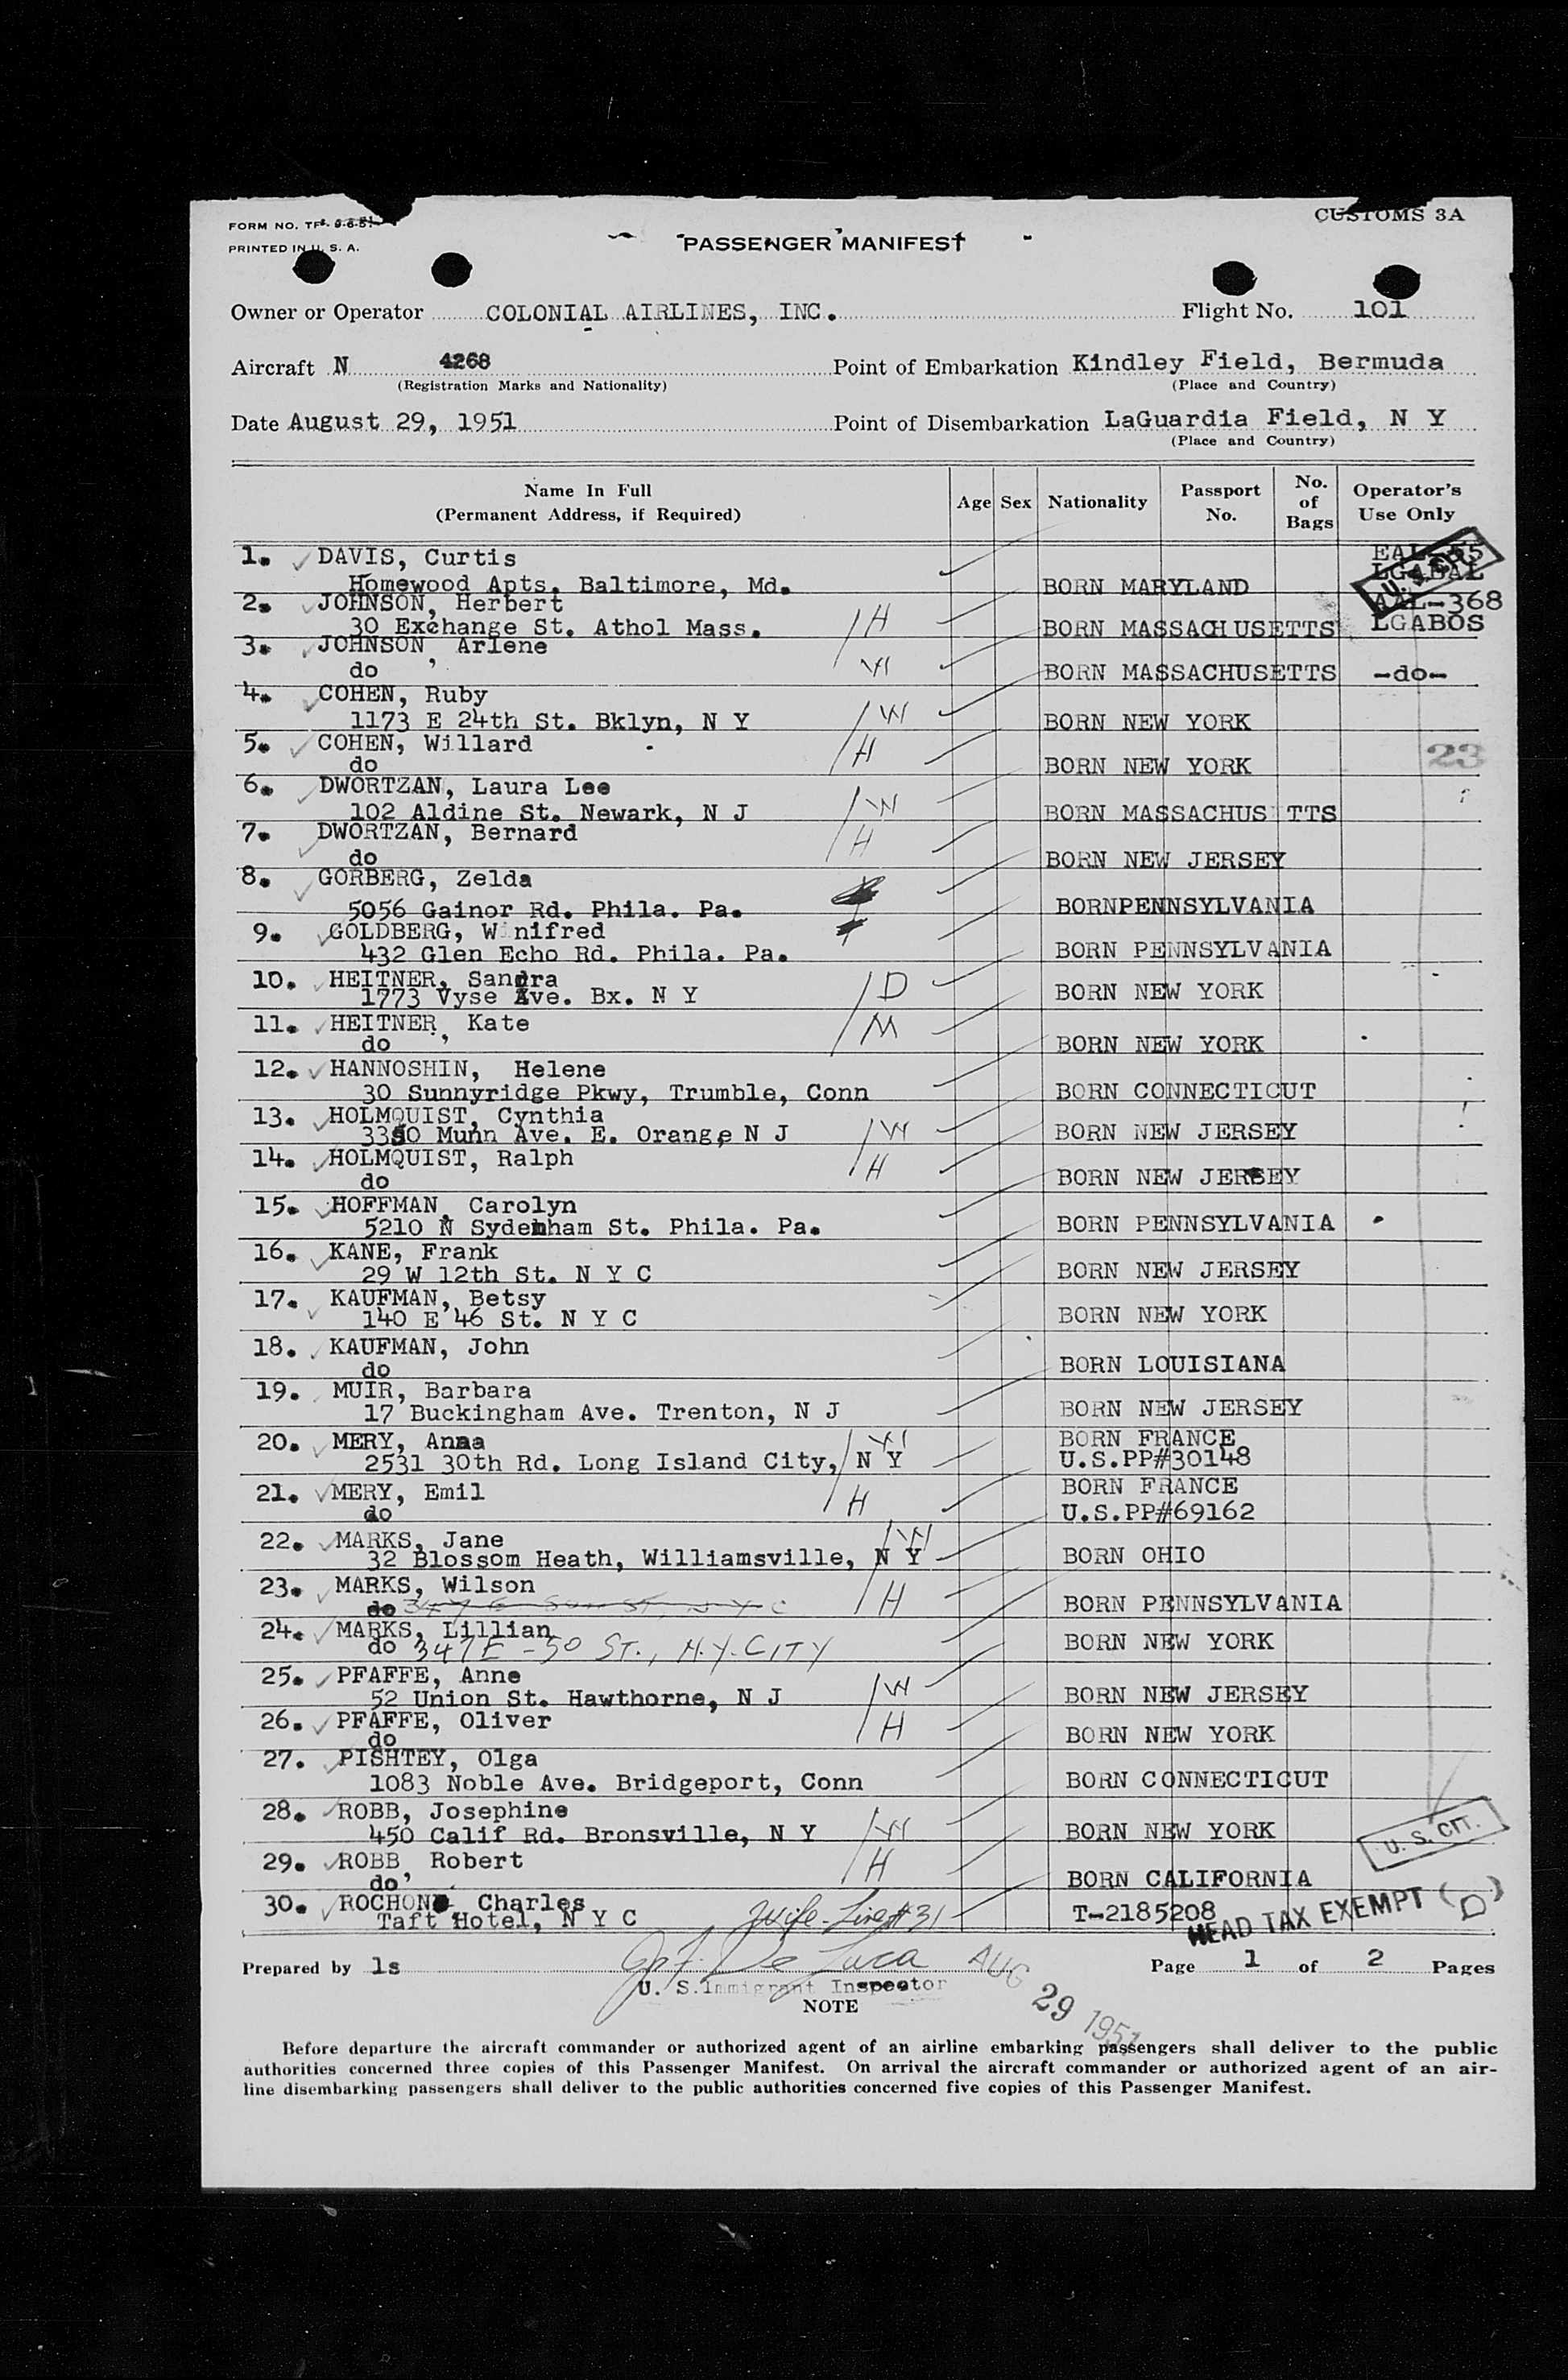 FORM NO. TF
CUSTOMS 3A
PRINTED IN U. S. A.
PASSENGER MANIFEST
Owner or Operator COLONIAL AIRLINES, INC. Flight No. 101
Aircraft N 4268 Point of Embarkation Kindley Field, Bermuda
(Registration Marks and Nationality) (Place and Country)
Date August 29, 1951 Point of Disembarkation LaGuardia Field, N Y
(Place and Country)
Name In Full (Permanent Address, if Required) Age Sex Nationality Passport No. No. of Bags Operator's Use Only
1. DAVIS, Curtis
Homewood Apts. Baltimore, Md. BORN MARYLAND
2. JOHNSON, Herbert AAL-368
30 Exchange St. Athol Mass. H BORN MASSACHUSETTS LGABOS
3. JOHNSON, Arlene
do W BORN MASSACHUSETTS -do-
4. COHEN, Ruby
1173 E 24th St. Bklyn, N Y W BORN NEW YORK
5. COHEN, Willard H 23
do BORN NEW YORK
6. DWORTZAN, Laura Lee
102 Aldine St. Newark, N J W BORN MASSACHUS TTS
7. DWORTZAN, Bernard H
do BORN NEW JERSEY
8. GORBERG, Zelda
5056 Gainor Rd. Phila. Pa. BORNPENNSYLVANIA
9. GOLDBERG, W nifred
432 Glen Echo Rd. Phila. Pa. BORN PENNSYLVANIA
10. HEITNER, Sandra
1773 Vyse Ave. Bx. N Y D BORN NEW YORK
11. HEITNER, Kate M
do BORN NEW YORK
12. HANNOSHIN, Helene
30 Sunnyridge Pkwy, Trumble, Conn BORN CONNECTICUT
13. HOLMQUIST, Cynthia
Munn Ave. E. Orange N J W BORN NEW JERSEY
14. HOLMQUIST, Ralph H
do BORN NEW JERSEY
15. HOFFMAN, Carolyn
5210 N Sydenham St. Phila. Pa. BORN PENNSYLVANIA
16. KANE, Frank
29 W 12th St. N Y C BORN NEW JERSEY
17. KAUFMAN, Betsy
140 E 46 St. N Y C BORN NEW YORK
18. KAUFMAN, John
do BORN LOUISIANA
19. MUIR, Barbara
17 Buckingham Ave. Trenton, N J BORN NEW JERSEY
20. MERY, Anna W BORN FRANCE
2531 30th Rd. Long Island City, N Y U.S.PP#30148
21. MERY, Emil H BORN FRANCE
do U.S.PP#69162
22. MARKS, Jane W
32 Blossom Heath, Williamsville, N Y BORN OHIO
23. MARKS, Wilson H
do BORN PENNSYLVANIA
24. MARKS, Lillian
do 347 E - 50 ST., N.Y. CITY BORN NEW YORK
25. PFAFFE, Anne
52 Union St. Hawthorne, N J W BORN NEW JERSEY
26. PFAFFE, Oliver H
do BORN NEW YORK
27. PISHTEY, Olga
1083 Noble Ave. Bridgeport, Conn BORN CONNECTICUT
28. ROBB, Josephine
450 Calif Rd. Bronsville, N Y W BORN NEW YORK U. S. CIT.
29. ROBB, Robert H
do BORN CALIFORNIA
30. ROCHON, Charles
Taft Hotel, N Y C Wife-Line #31 T-2185208 HEAD TAX EXEMPT (D)
Prepared by ls De Luca AUG 29 1951 Page 1 of 2 Pages
U. S. Immigrant Inspector
NOTE
Before departure the aircraft commander or authorized agent of an airline embarking passengers shall deliver to the public
authorities concerned three copies of this Passenger Manifest. On arrival the aircraft commander or authorized agent of an air-
line disembarking passengers shall deliver to the public authorities concerned five copies of this Passenger Manifest.